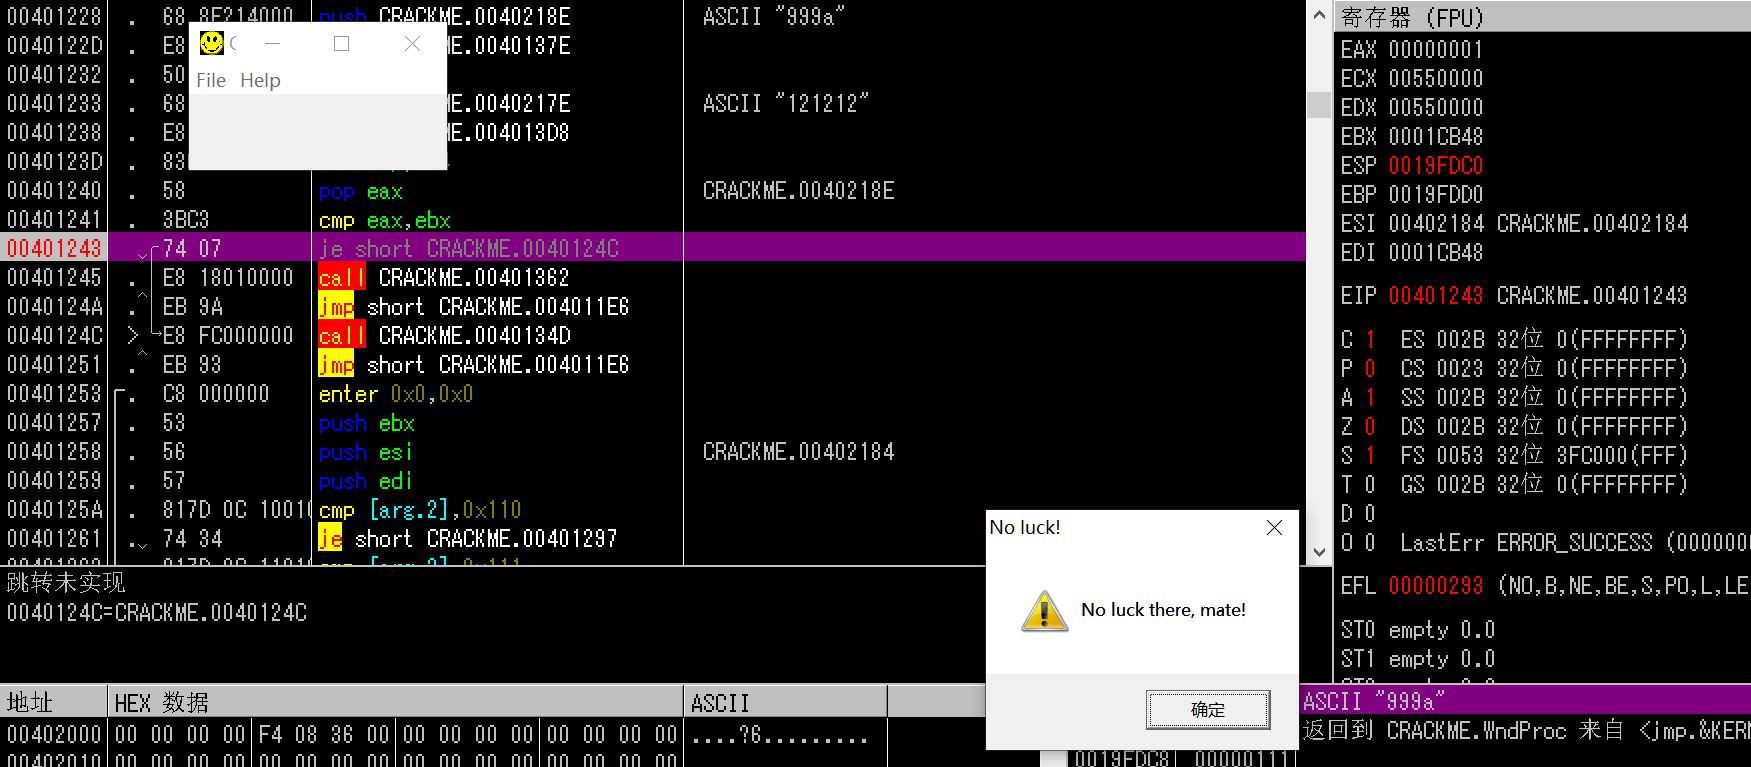 00401228 . 68 8E214000 push CRACKME.0040218E ASCII "999a"
0040122D . E8 CRACKME.0040137E
00401232 . 50
00401233 . 68 CRACKME.0040217E ASCII "121212"
00401238 . E8 CRACKME.004013D8
0040123D . 83
00401240 . 58 pop eax CRACKME.0040218E
00401241 . 3BC3 cmp eax,ebx
00401243 74 07 je short CRACKME.0040124C
00401245 . E8 18010000 call CRACKME.00401362
0040124A . EB 9A jmp short CRACKME.004011E6
0040124C > E8 FC000000 call CRACKME.0040134D
00401251 . EB 93 jmp short CRACKME.004011E6
00401253 . C8 000000 enter 0x0,0x0
00401257 . 53 push ebx
00401258 . 56 push esi CRACKME.00402184
00401259 . 57 push edi
0040125A . 817D 0C 10010 cmp [arg.2],0x110
00401261 . 74 34 je short CRACKME.00401297
File Help
跳转未实现
0040124C=CRACKME.0040124C
寄存器 (FPU)
EAX 00000001
ECX 00550000
EDX 00550000
EBX 0001CB48
ESP 0019FDC0
EBP 0019FDD0
ESI 00402184 CRACKME.00402184
EDI 0001CB48
EIP 00401243 CRACKME.00401243
C 1 ES 002B 32位 0(FFFFFFFF)
P 0 CS 0023 32位 0(FFFFFFFF)
A 1 SS 002B 32位 0(FFFFFFFF)
Z 0 DS 002B 32位 0(FFFFFFFF)
S 1 FS 0053 32位 3FC000(FFF)
T 0 GS 002B 32位 0(FFFFFFFF)
D 0
O 0 LastErr ERROR_SUCCESS (0000000
EFL 00000293 (NO,B,NE,BE,S,PO,L,LE
ST0 empty 0.0
ST1 empty 0.0
No luck!
No luck there, mate!
确定
地址 HEX 数据 ASCII
00402000 00 00 00 00 F4 08 36 00 00 00 00 00 00 00 00 00 ....?6.........
00402010 00 00 00 00 00 00 00 00 00 00 00 00 00 00 00 00
ASCII "999a"
返回到 CRACKME.WndProc 来自 <jmp.&KERN
0019FDC8 00000111